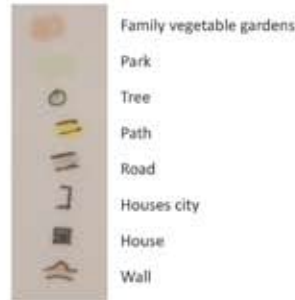 Family vegetable gardens
Park
Tree
Path
Road
Houses city
House
Wall